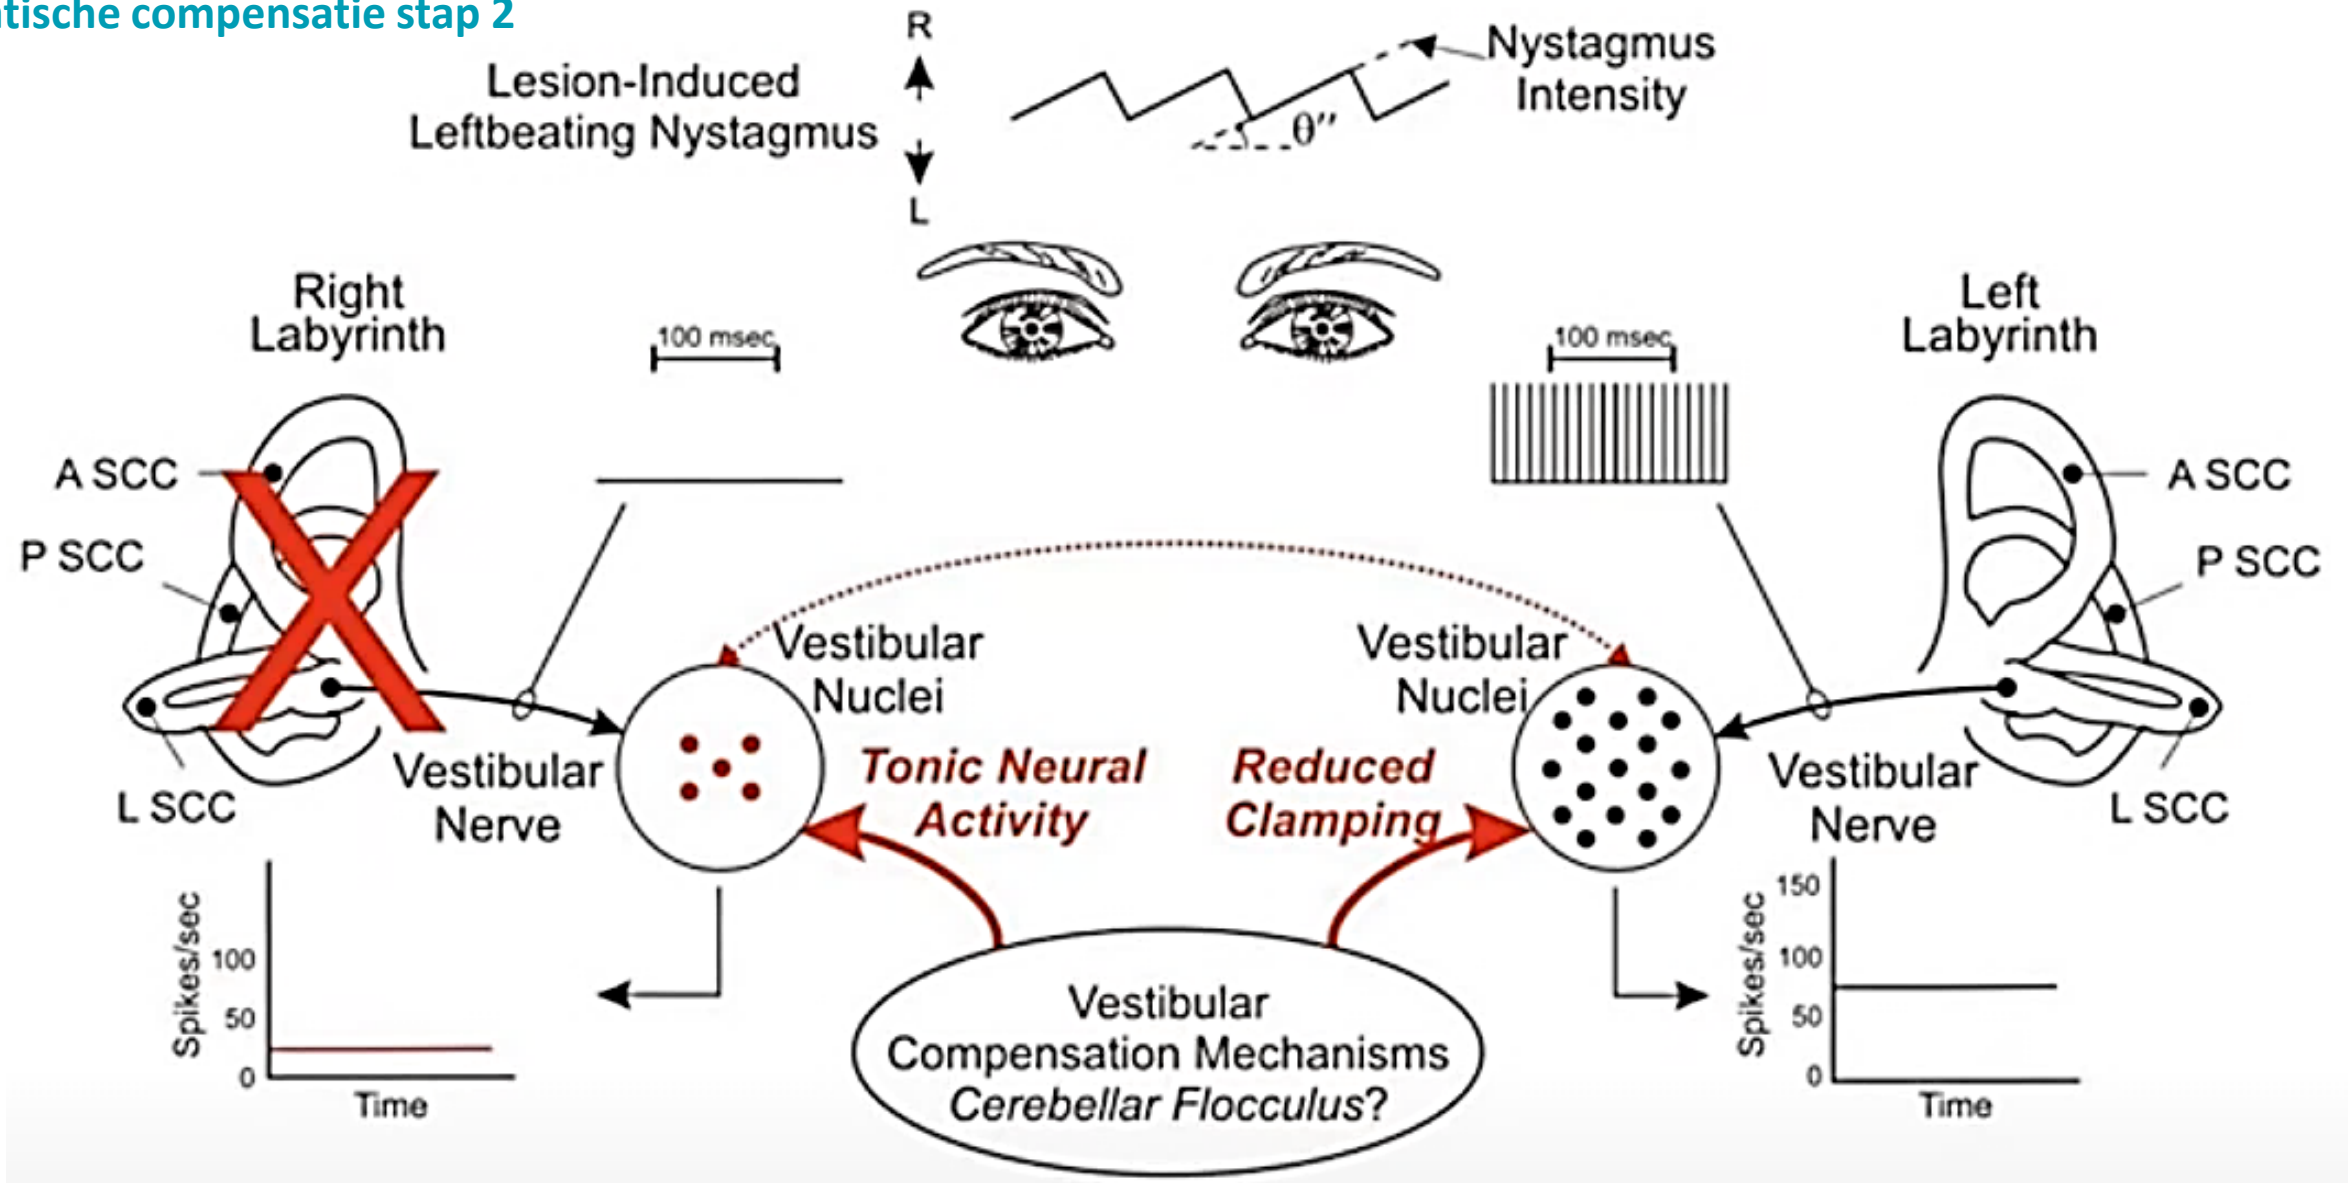 tische compensatie stap 2
R
Lesion-Induced
Leftbeating Nystagmus
L
Nystagmus
Intensity
θ″
Right
Labyrinth
100 msec
100 msec
Left
Labyrinth
A SCC
P SCC
L SCC
A SCC
P SCC
L SCC
Vestibular
Nuclei
Vestibular
Nuclei
Vestibular
Nerve
Tonic Neural
Activity
Reduced
Clamping
Vestibular
Nerve
Spikes/sec
100
50
0
Time
Vestibular
Compensation Mechanisms
Cerebellar Flocculus?
Spikes/sec
150
100
50
0
Time